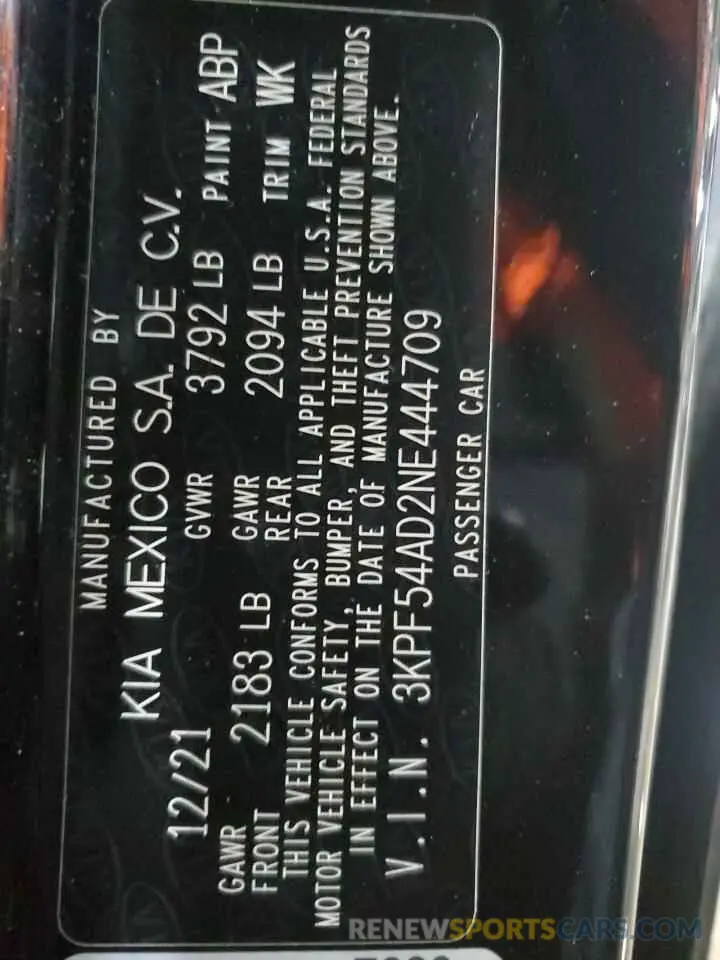 MANUFACTURED BY
KIA MEXICO S.A. DE C.V.
12/21 GVWR 3792 LB PAINT ABP
GAWR FRONT 2183 LB GAWR REAR 2094 LB TRIM WK
THIS VEHICLE CONFORMS TO ALL APPLICABLE U.S.A. FEDERAL
MOTOR VEHICLE SAFETY, BUMPER, AND THEFT PREVENTION STANDARDS
IN EFFECT ON THE DATE OF MANUFACTURE SHOWN ABOVE.
V.I.N. 3KPF54AD2NE444709
PASSENGER CAR
RENEWSPORTSCARS.COM